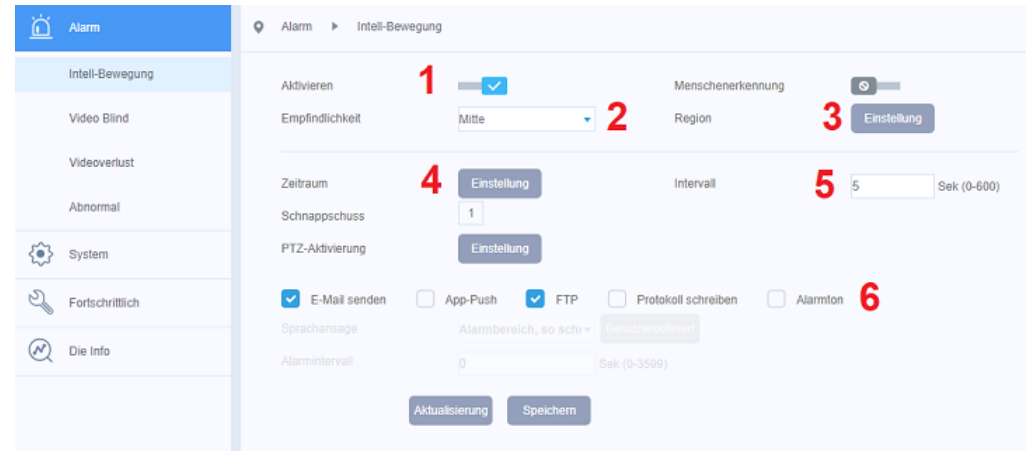 Alarm
Alarm Intell-Bewegung
Intell-Bewegung
Video Blind
Videoverlust
Abnormal
System
Fortschrittlich
Die Info
Aktivieren 1 Menschenerkennung
Empfindlichkeit Mitte 2 Region 3 Einstellung
Zeitraum 4 Einstellung Intervall 5 5 Sek (0-600)
Schnappschuss 1
PTZ-Aktivierung Einstellung
E-Mail senden App-Push FTP Protokoll schreiben Alarmton 6
Sprachansage Alarmbereich, so schr Benutzerdefiniert
Alarmintervall 0 Sek (0-3599)
Aktualisierung Speichern